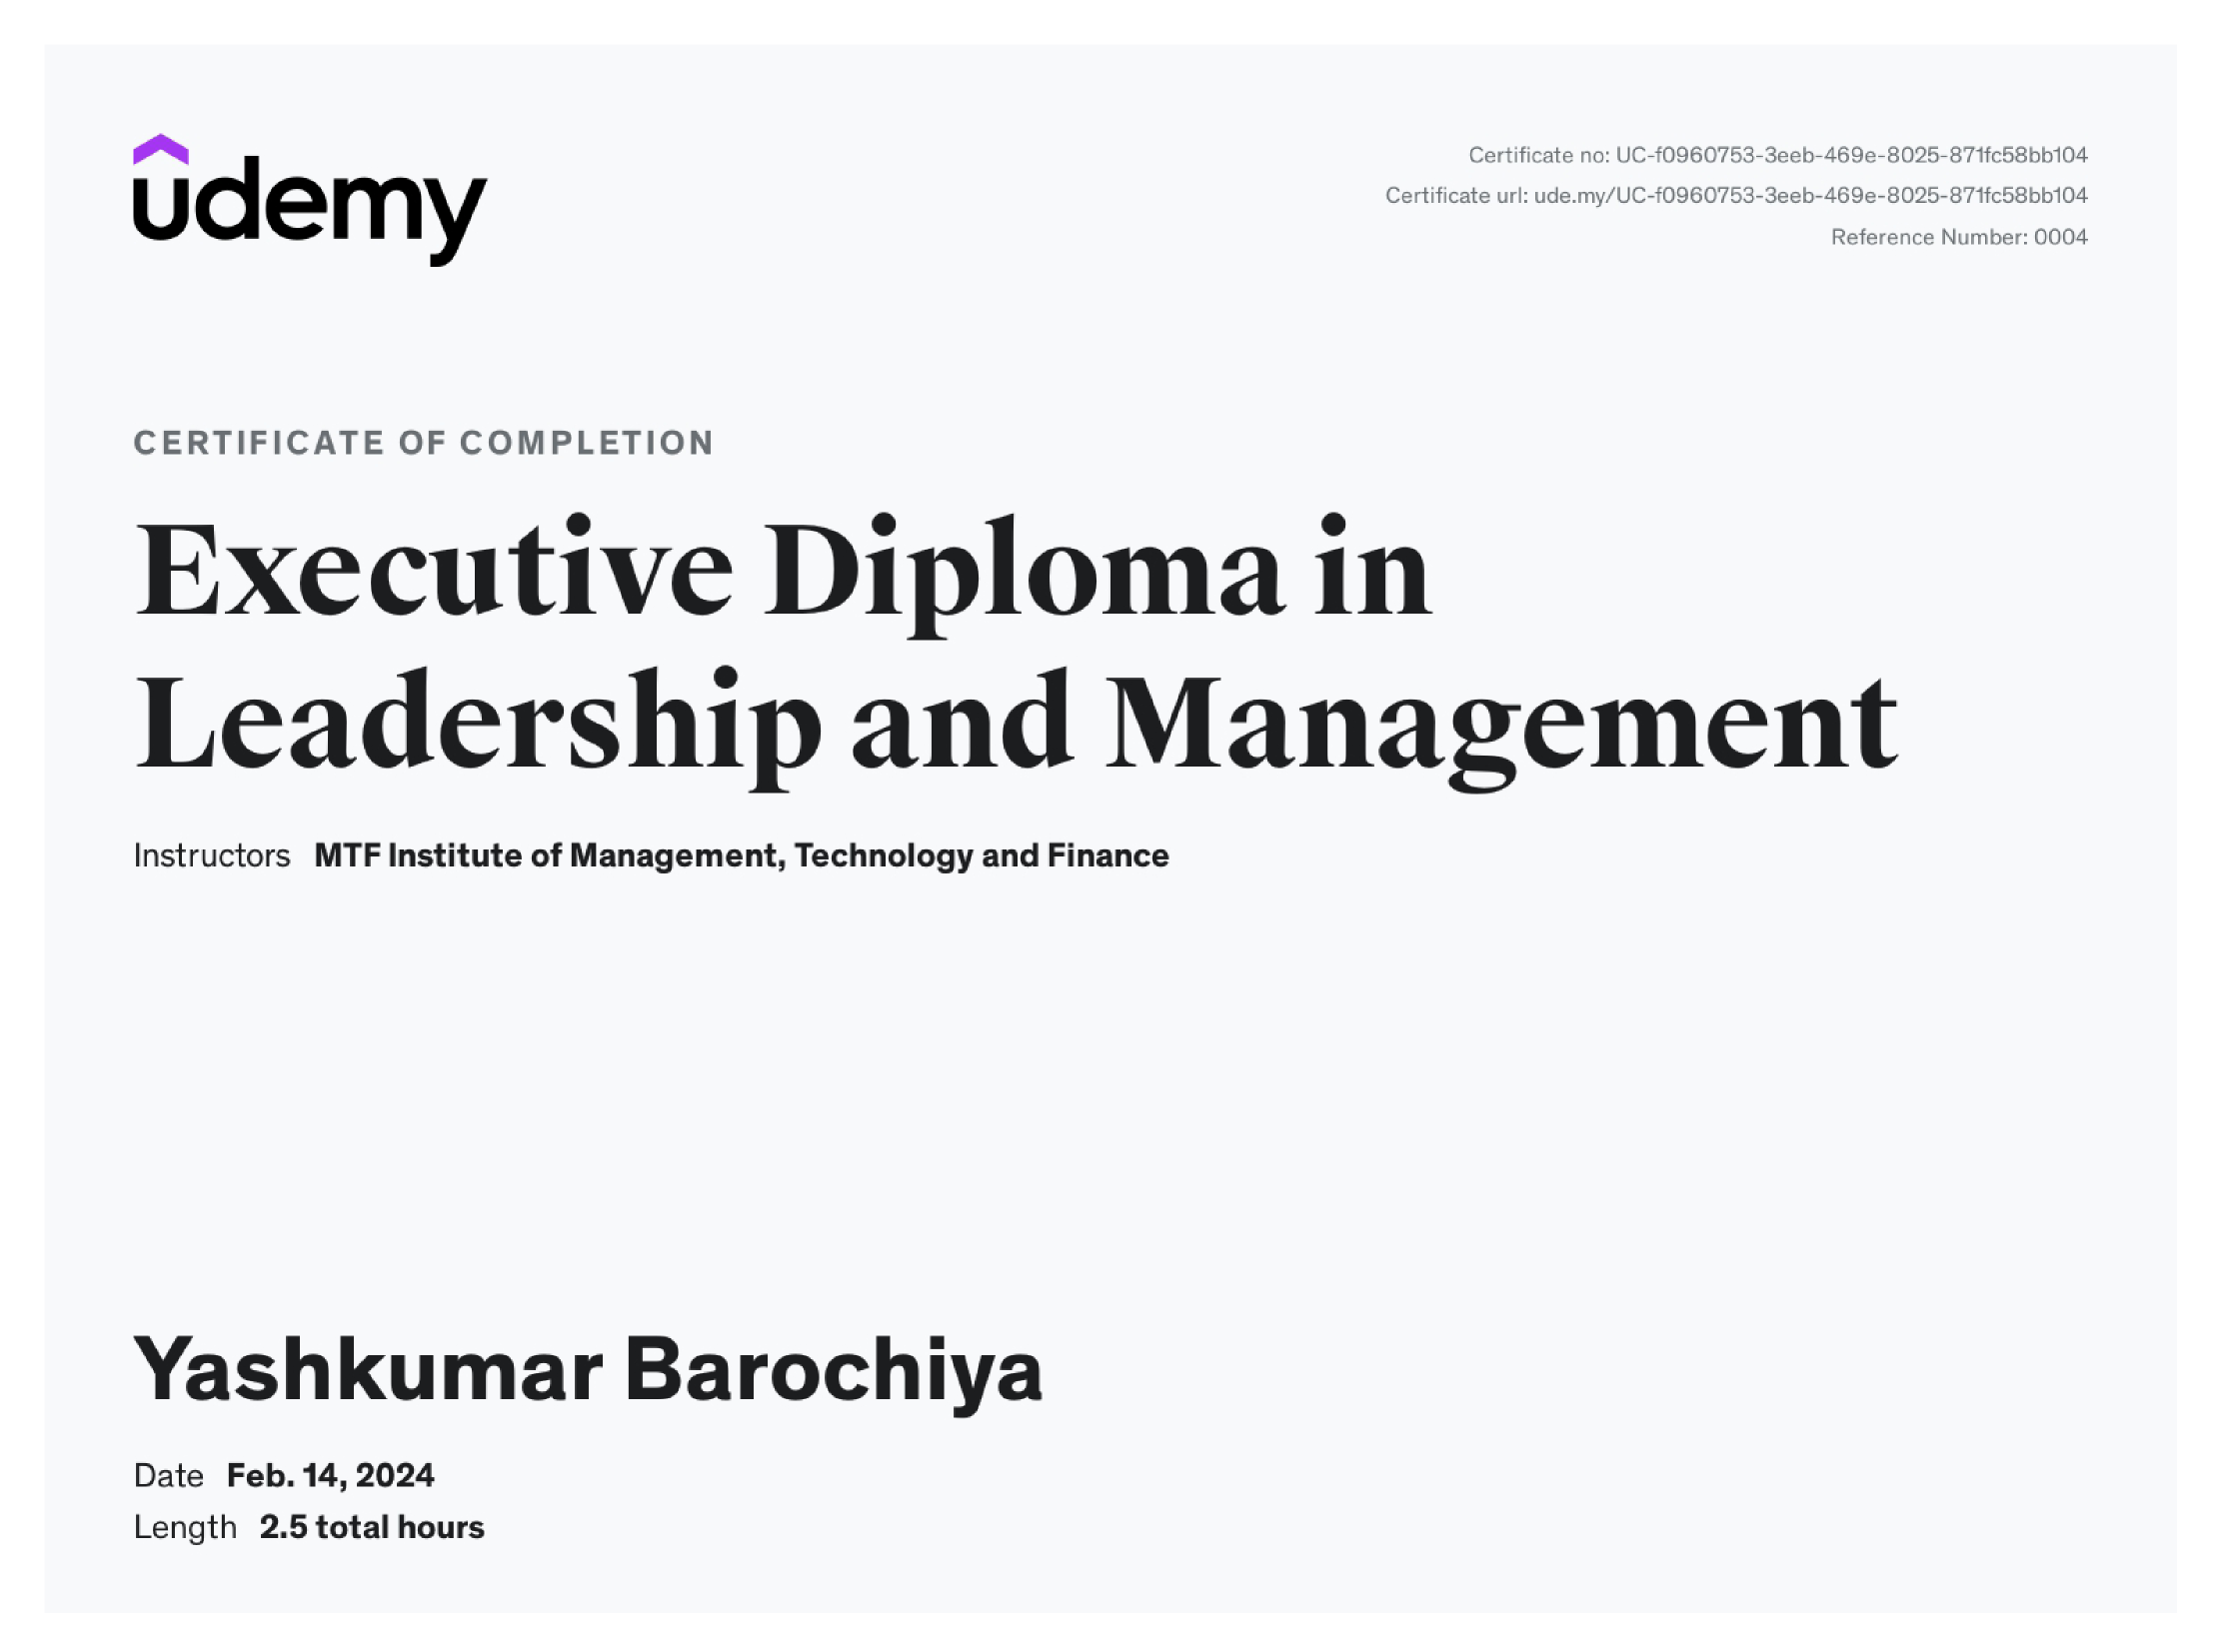 udemy
Certificate no: UC-f0960753-3eeb-469e-8025-871fc58bb104
Certificate url: ude.my/UC-f0960753-3eeb-469e-8025-871fc58bb104
Reference Number: 0004
CERTIFICATE OF COMPLETION
Executive Diploma in
Leadership and Management
Instructors MTF Institute of Management, Technology and Finance
Yashkumar Barochiya
Date Feb. 14, 2024
Length 2.5 total hours